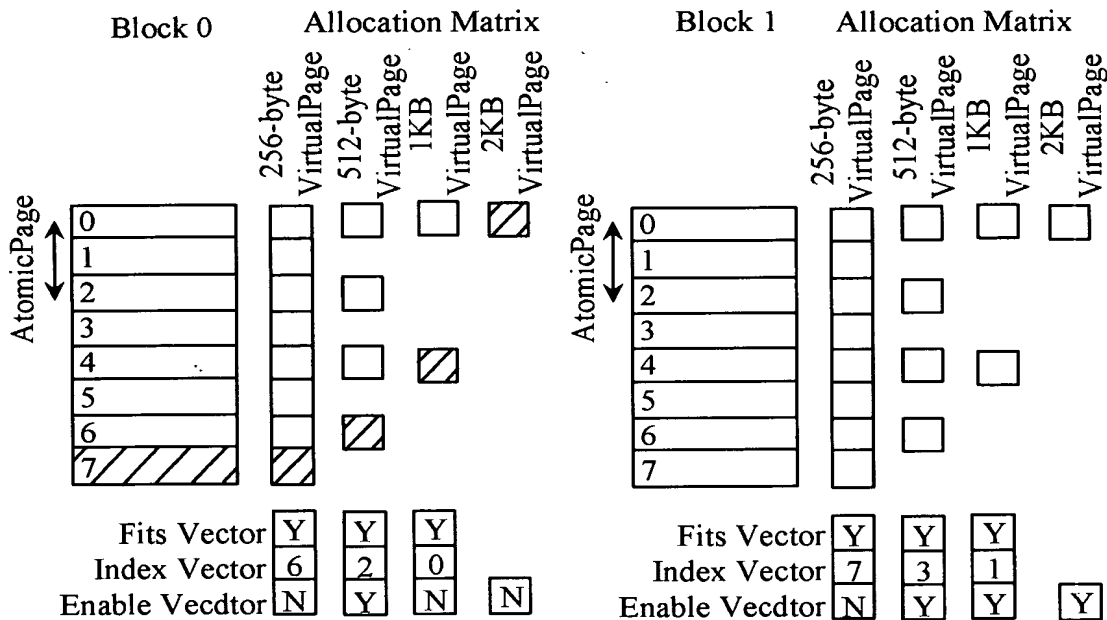 Block 0
Allocation Matrix
256-byte
VirtualPage
512-byte
VirtualPage
1KB
VirtualPage
2KB
VirtualPage
AtomicPage
0
1
2
3
4
5
6
7
Fits Vector Y Y Y
Index Vector 6 2 0
Enable Vecdtor N Y N N
Block 1
Allocation Matrix
256-byte
VirtualPage
512-byte
VirtualPage
1KB
VirtualPage
2KB
VirtualPage
AtomicPage
0
1
2
3
4
5
6
7
Fits Vector Y Y Y
Index Vector 7 3 1
Enable Vecdtor N Y Y Y